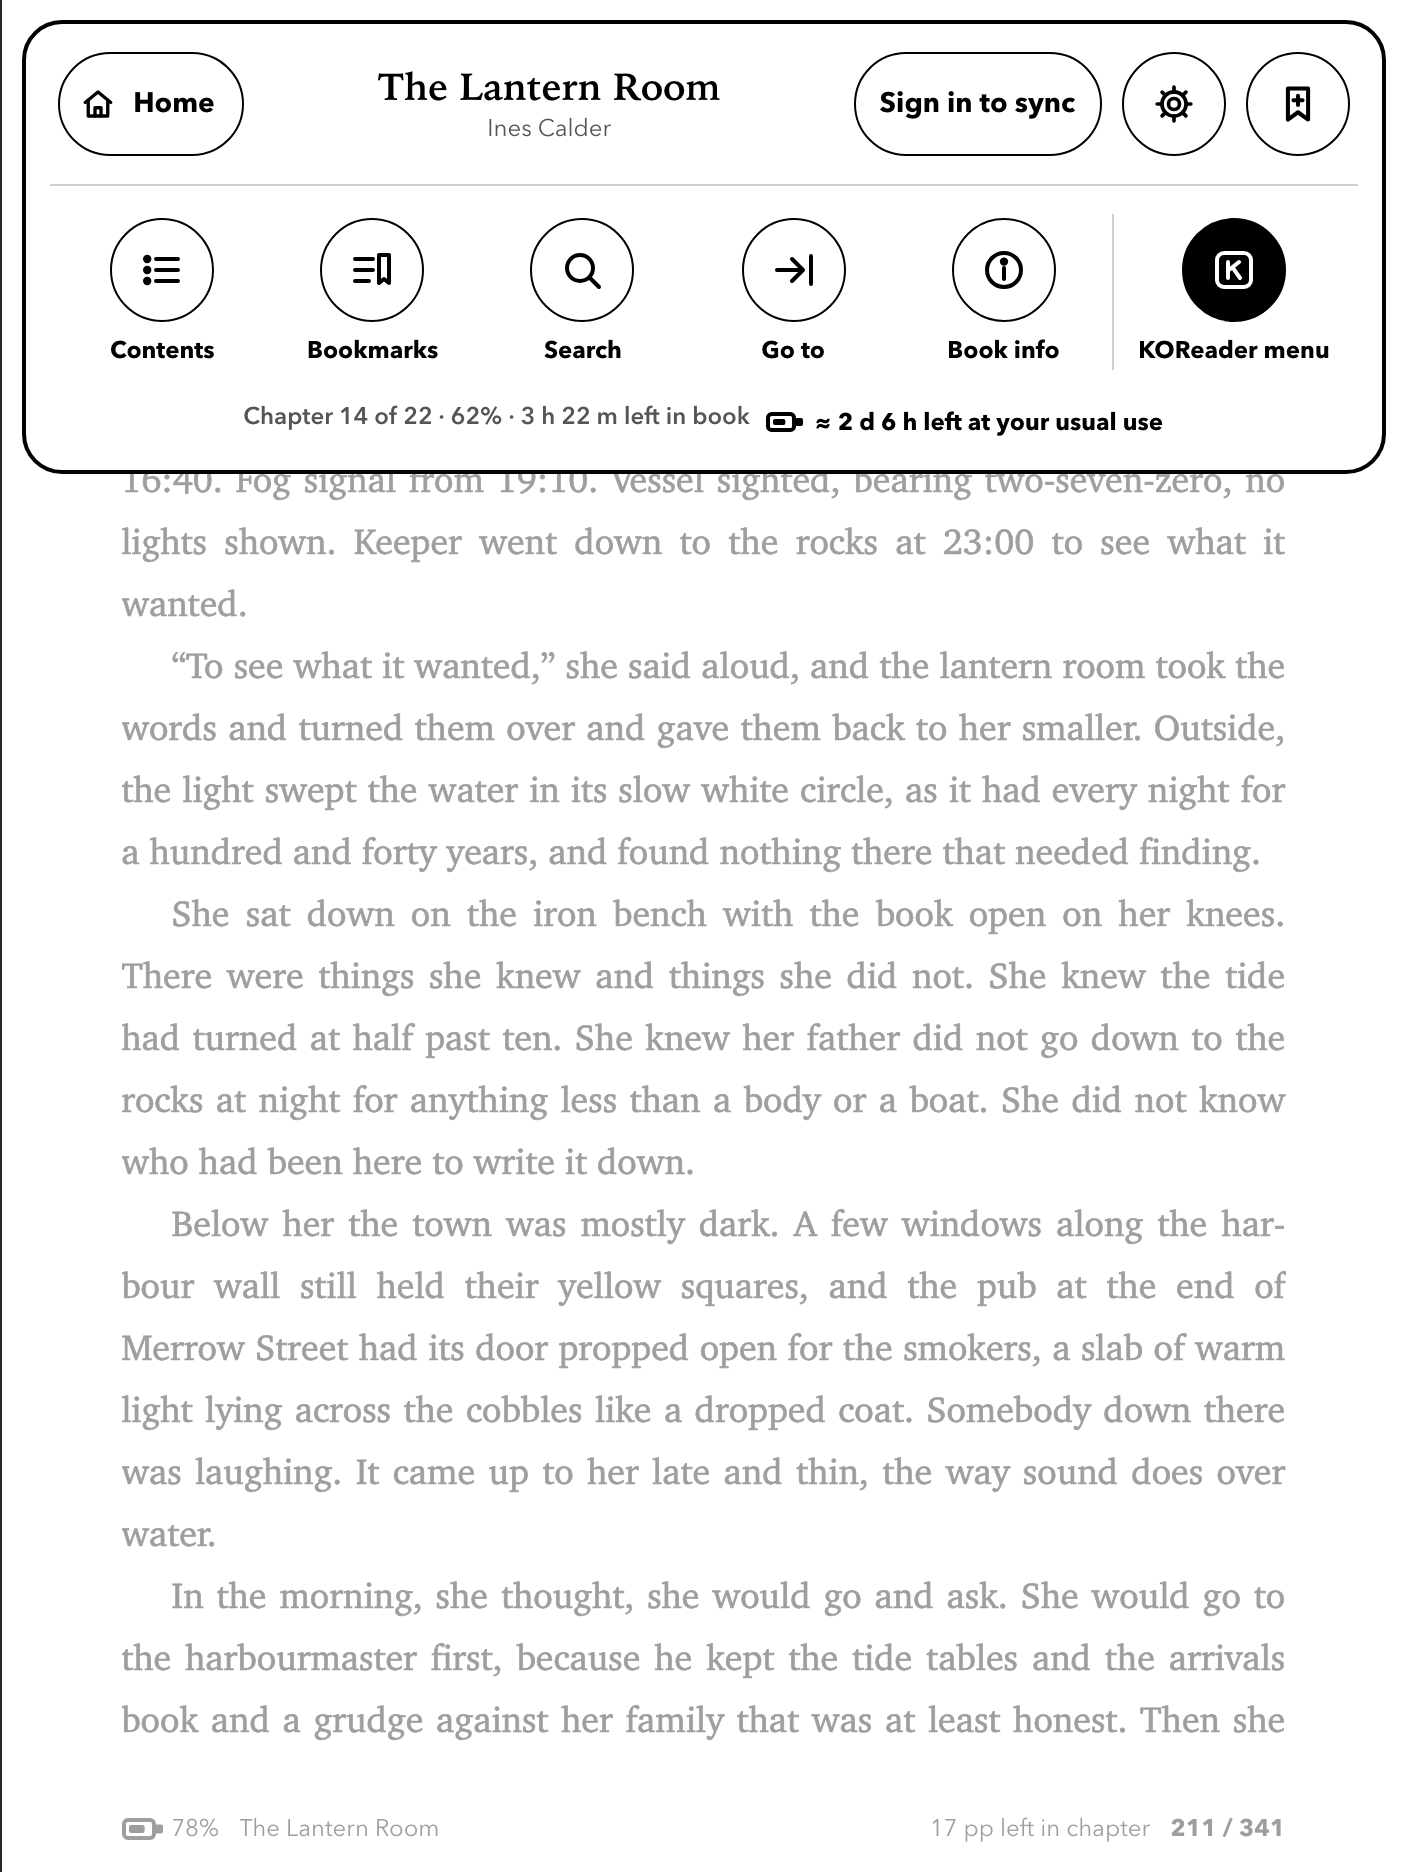 Home
The Lantern Room
Ines Calder
Sign in to sync
Contents
Bookmarks
Search
Go to
Book info
K
KOReader menu
Chapter 14 of 22 · 62% · 3 h 22 m left in book
≈ 2 d 6 h left at your usual use
16:40. Fog signal from 19:10. Vessel sighted, bearing two-seven-zero, no
lights shown. Keeper went down to the rocks at 23:00 to see what it
wanted.
“To see what it wanted,” she said aloud, and the lantern room took the
words and turned them over and gave them back to her smaller. Outside,
the light swept the water in its slow white circle, as it had every night for
a hundred and forty years, and found nothing there that needed finding.
She sat down on the iron bench with the book open on her knees.
There were things she knew and things she did not. She knew the tide
had turned at half past ten. She knew her father did not go down to the
rocks at night for anything less than a body or a boat. She did not know
who had been here to write it down.
Below her the town was mostly dark. A few windows along the har-
bour wall still held their yellow squares, and the pub at the end of
Merrow Street had its door propped open for the smokers, a slab of warm
light lying across the cobbles like a dropped coat. Somebody down there
was laughing. It came up to her late and thin, the way sound does over
water.
In the morning, she thought, she would go and ask. She would go to
the harbourmaster first, because he kept the tide tables and the arrivals
book and a grudge against her family that was at least honest. Then she
78% The Lantern Room
17 pp left in chapter 211 / 341